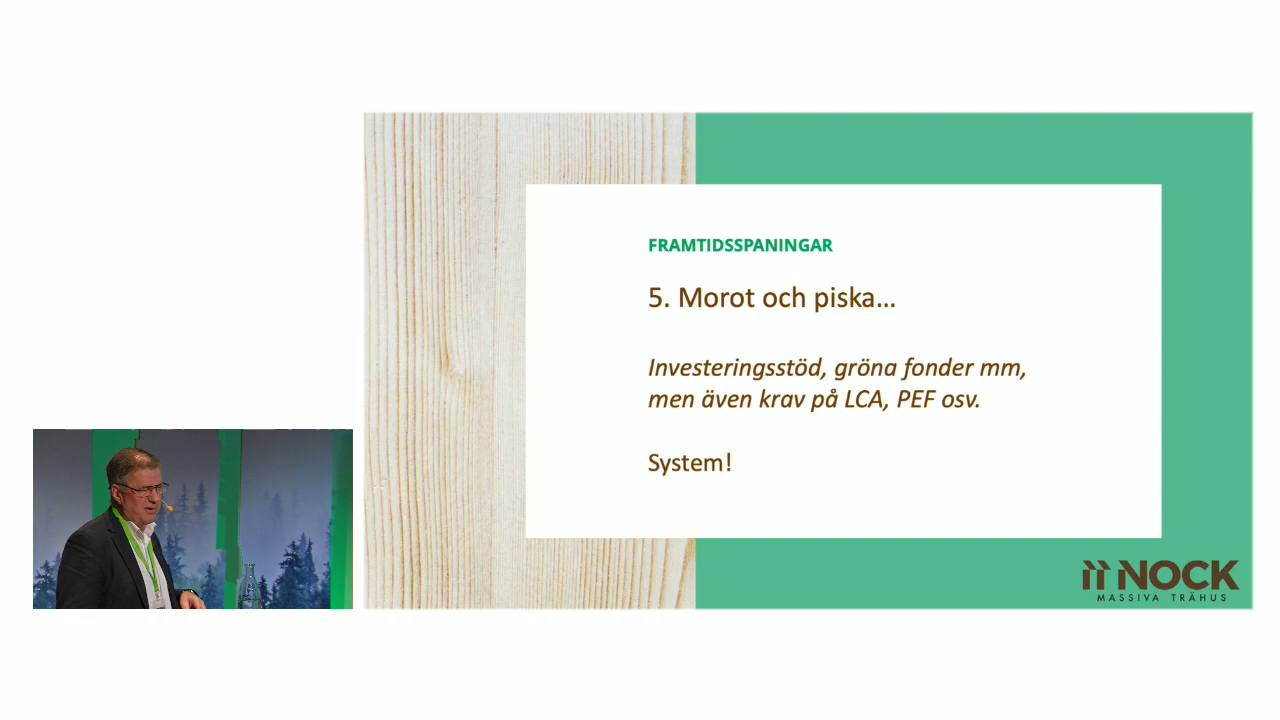 FRAMTIDSSPANINGAR
5. Morot och piska…
Investeringsstöd, gröna fonder mm,
men även krav på LCA, PEF osv.
System!
NOCK
MASSIVA TRÄHUS